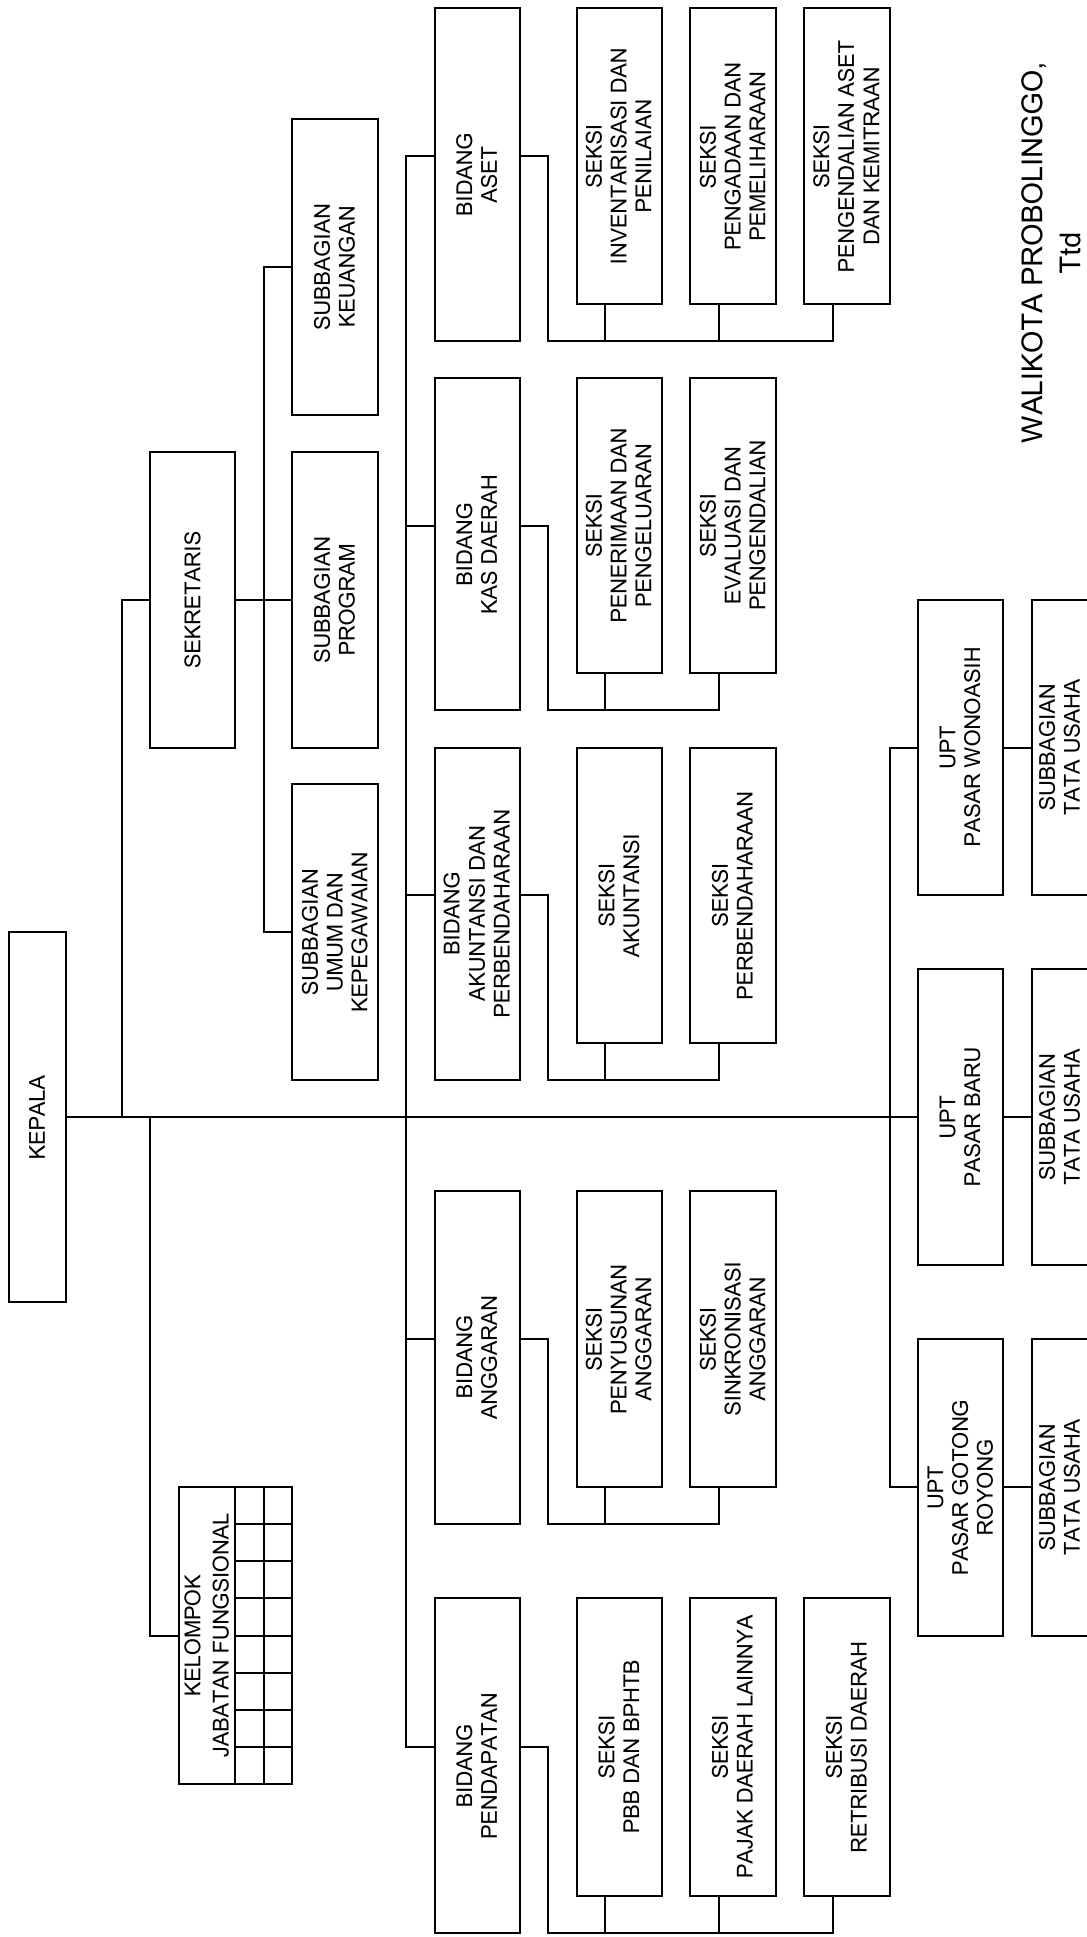 KEPALA
SEKRETARIS
KELOMPOK
JABATAN FUNGSIONAL
SUBBAGIAN
UMUM DAN
KEPEGAWAIAN
SUBBAGIAN
PROGRAM
SUBBAGIAN
KEUANGAN
BIDANG
PENDAPATAN
BIDANG
ANGGARAN
BIDANG
AKUNTANSI DAN
PERBENDAHARAAN
BIDANG
KAS DAERAH
BIDANG
ASET
SEKSI
PBB DAN BPHTB
SEKSI
PENYUSUNAN
ANGGARAN
SEKSI
AKUNTANSI
SEKSI
PENERIMAAN DAN
PENGELUARAN
SEKSI
INVENTARISASI DAN
PENILAIAN
SEKSI
PAJAK DAERAH LAINNYA
SEKSI
SINKRONISASI
ANGGARAN
SEKSI
PERBENDAHARAAN
SEKSI
EVALUASI DAN
PENGENDALIAN
SEKSI
PENGADAAN DAN
PEMELIHARAAN
SEKSI
RETRIBUSI DAERAH
SEKSI
PENGENDALIAN ASET
DAN KEMITRAAN
UPT
PASAR GOTONG
ROYONG
UPT
PASAR BARU
UPT
PASAR WONOASIH
SUBBAGIAN
TATA USAHA
SUBBAGIAN
TATA USAHA
SUBBAGIAN
TATA USAHA
WALIKOTA PROBOLINGGO,
Ttd